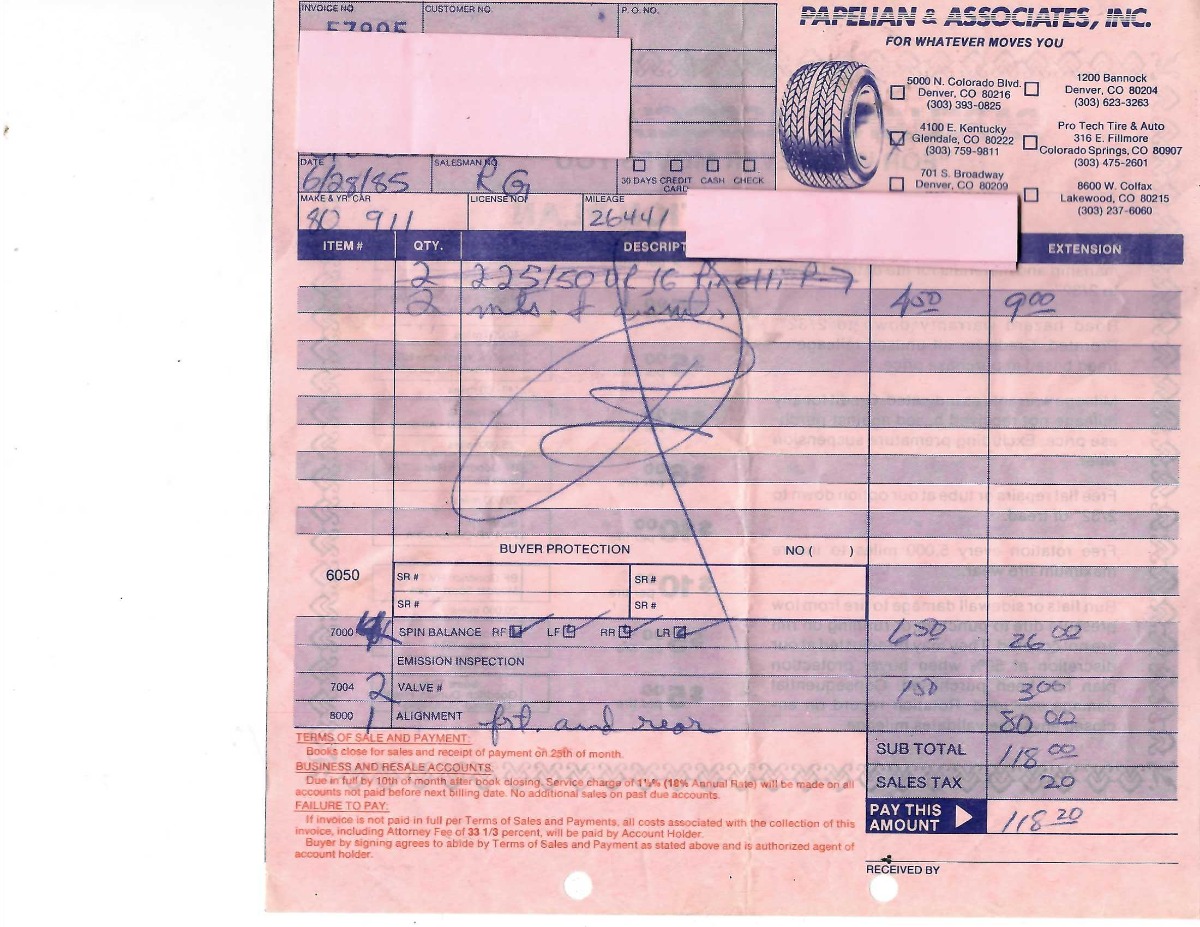 INVOICE NO. CUSTOMER NO. P. O. NO.
57995
PAPELIAN & ASSOCIATES, INC.
FOR WHATEVER MOVES YOU
5000 N. Colorado Blvd.
Denver, CO 80216
(303) 393-0825
1200 Bannock
Denver, CO 80204
(303) 623-3263
4100 E. Kentucky
Glendale, CO 80222
(303) 759-9811
Pro Tech Tire & Auto
316 E. Fillmore
Colorado Springs, CO 80907
(303) 475-2601
701 S. Broadway
Denver, CO 80209
8600 W. Colfax
Lakewood, CO 80215
(303) 237-6060
DATE SALESMAN NO.
6/28/85 RG
30 DAYS CREDIT CARD CASH CHECK
MAKE & YR. CAR LICENSE NO. MILEAGE
80 911 26441
ITEM # QTY. DESCRIPT EXTENSION
2 225/50 VR 16 Pirelli P-7
2 mts. & dismt. 4 50 9 00
BUYER PROTECTION NO ( )
6050 SR # SR #
SR # SR #
7000 4 SPIN BALANCE RF LF RR LR 6 50 26 00
EMISSION INSPECTION
7004 2 VALVE # 1 50 3 00
8000 1 ALIGNMENT frt. and rear 80 00
TERMS OF SALE AND PAYMENT:
Books close for sales and receipt of payment on 25th of month.
BUSINESS AND RESALE ACCOUNTS:
Due in full by 10th of month after book closing. Service charge of 1½% (18% Annual Rate) will be made on all
accounts not paid before next billing date. No additional sales on past due accounts.
FAILURE TO PAY:
If invoice is not paid in full per Terms of Sales and Payments, all costs associated with the collection of this
invoice, including Attorney Fee of 33 1/3 percent, will be paid by Account Holder.
Buyer by signing agrees to abide by Terms of Sales and Payment as stated above and is authorized agent of
account holder.
SUB TOTAL 118 00
SALES TAX 20
PAY THIS AMOUNT 118 20
RECEIVED BY